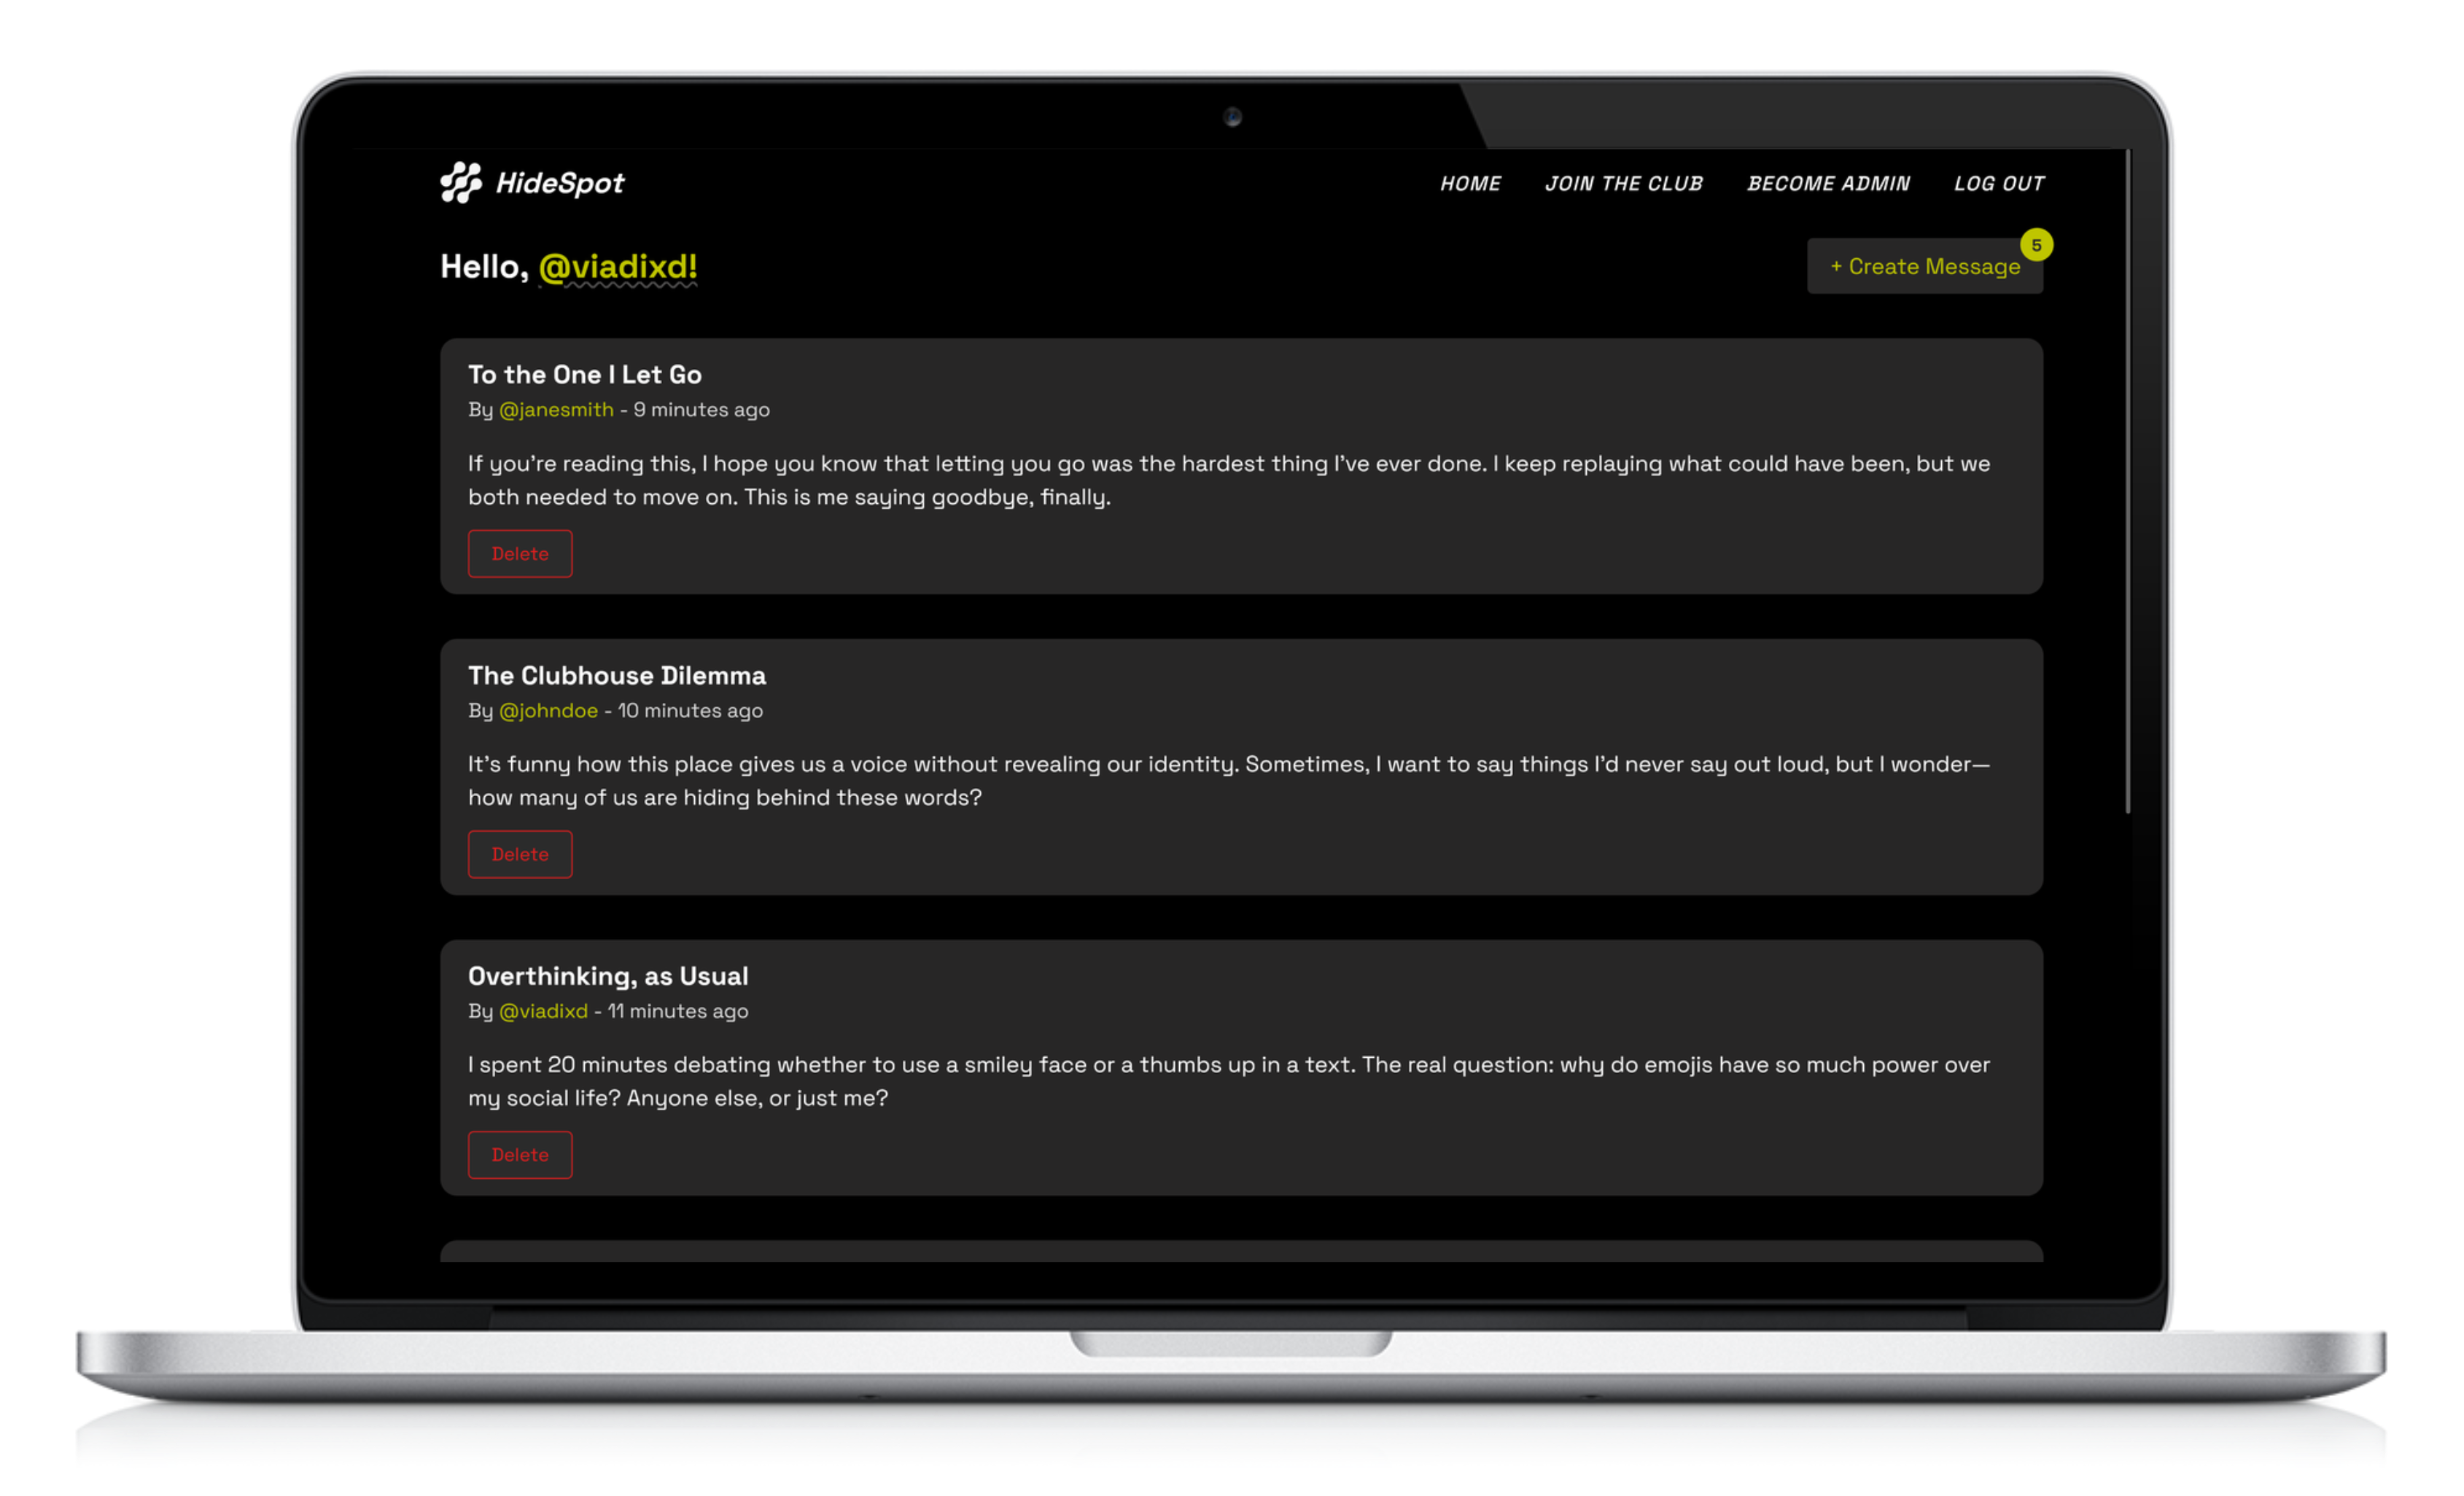 HideSpot
HOME JOIN THE CLUB BECOME ADMIN LOG OUT
Hello, @viadixd!
+ Create Message
5
To the One I Let Go
By @janesmith - 9 minutes ago
If you’re reading this, I hope you know that letting you go was the hardest thing I’ve ever done. I keep replaying what could have been, but we
both needed to move on. This is me saying goodbye, finally.
Delete
The Clubhouse Dilemma
By @johndoe - 10 minutes ago
It’s funny how this place gives us a voice without revealing our identity. Sometimes, I want to say things I’d never say out loud, but I wonder—
how many of us are hiding behind these words?
Delete
Overthinking, as Usual
By @viadixd - 11 minutes ago
I spent 20 minutes debating whether to use a smiley face or a thumbs up in a text. The real question: why do emojis have so much power over
my social life? Anyone else, or just me?
Delete